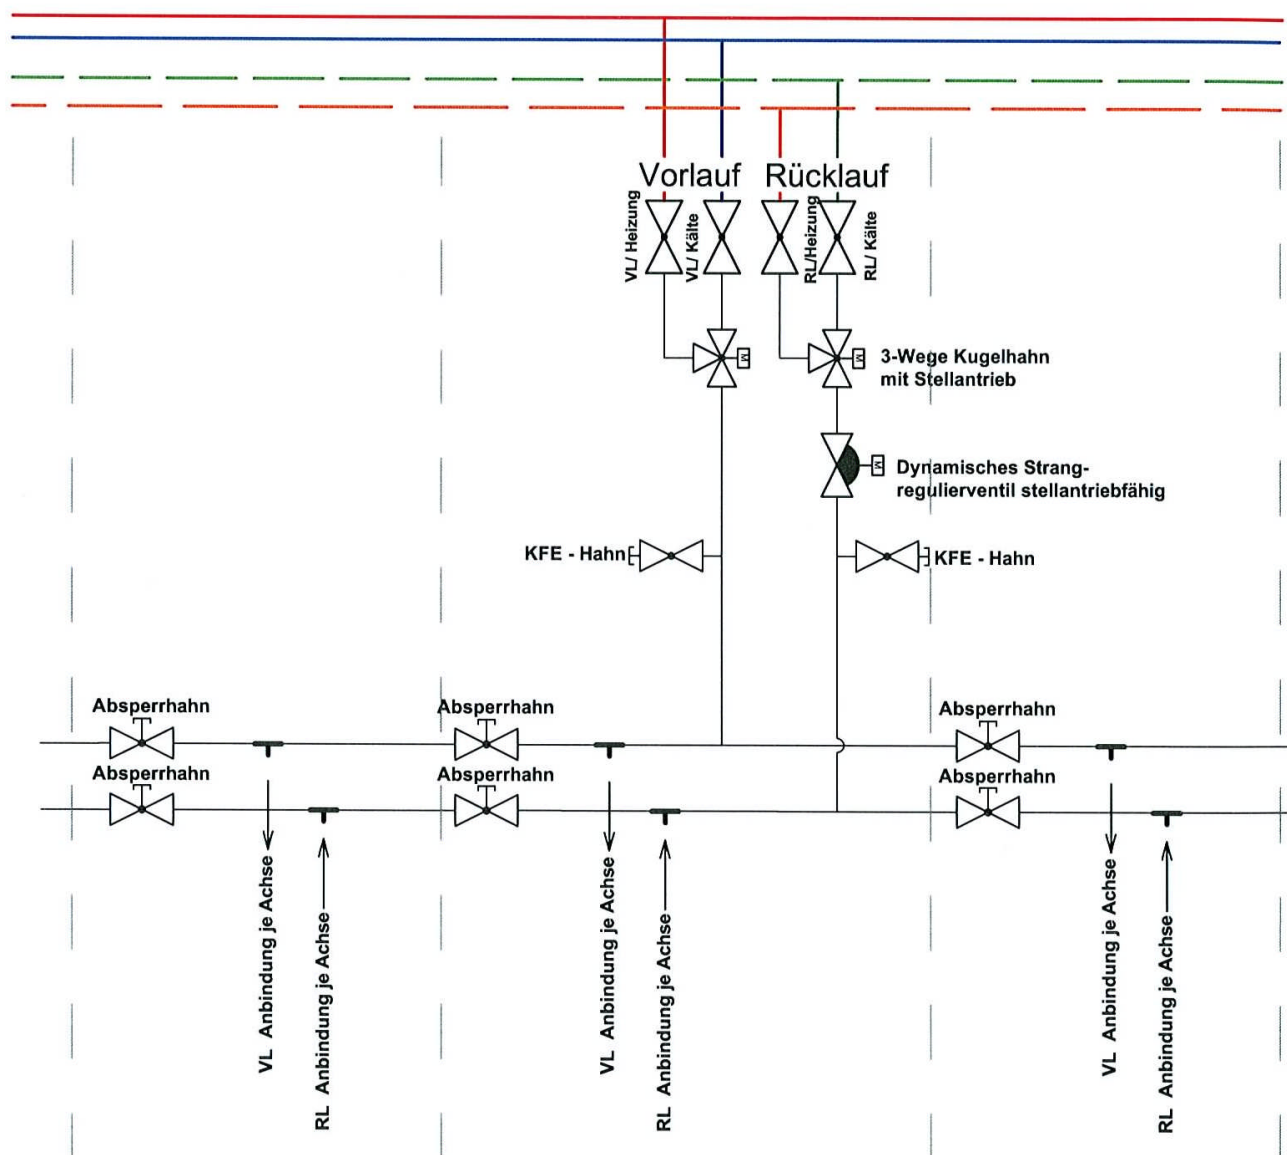 Vorlauf Rücklauf
VL/ Heizung
VL/ Kälte
RL/Heizung
RL/ Kälte
M
M
3-Wege Kugelhahn
mit Stellantrieb
M
Dynamisches Strang-
regulierventil stellantriebfähig
KFE - Hahn
KFE - Hahn
Absperrhahn
Absperrhahn
Absperrhahn
Absperrhahn
Absperrhahn
Absperrhahn
VL Anbindung je Achse
RL Anbindung je Achse
VL Anbindung je Achse
RL Anbindung je Achse
VL Anbindung je Achse
RL Anbindung je Achse